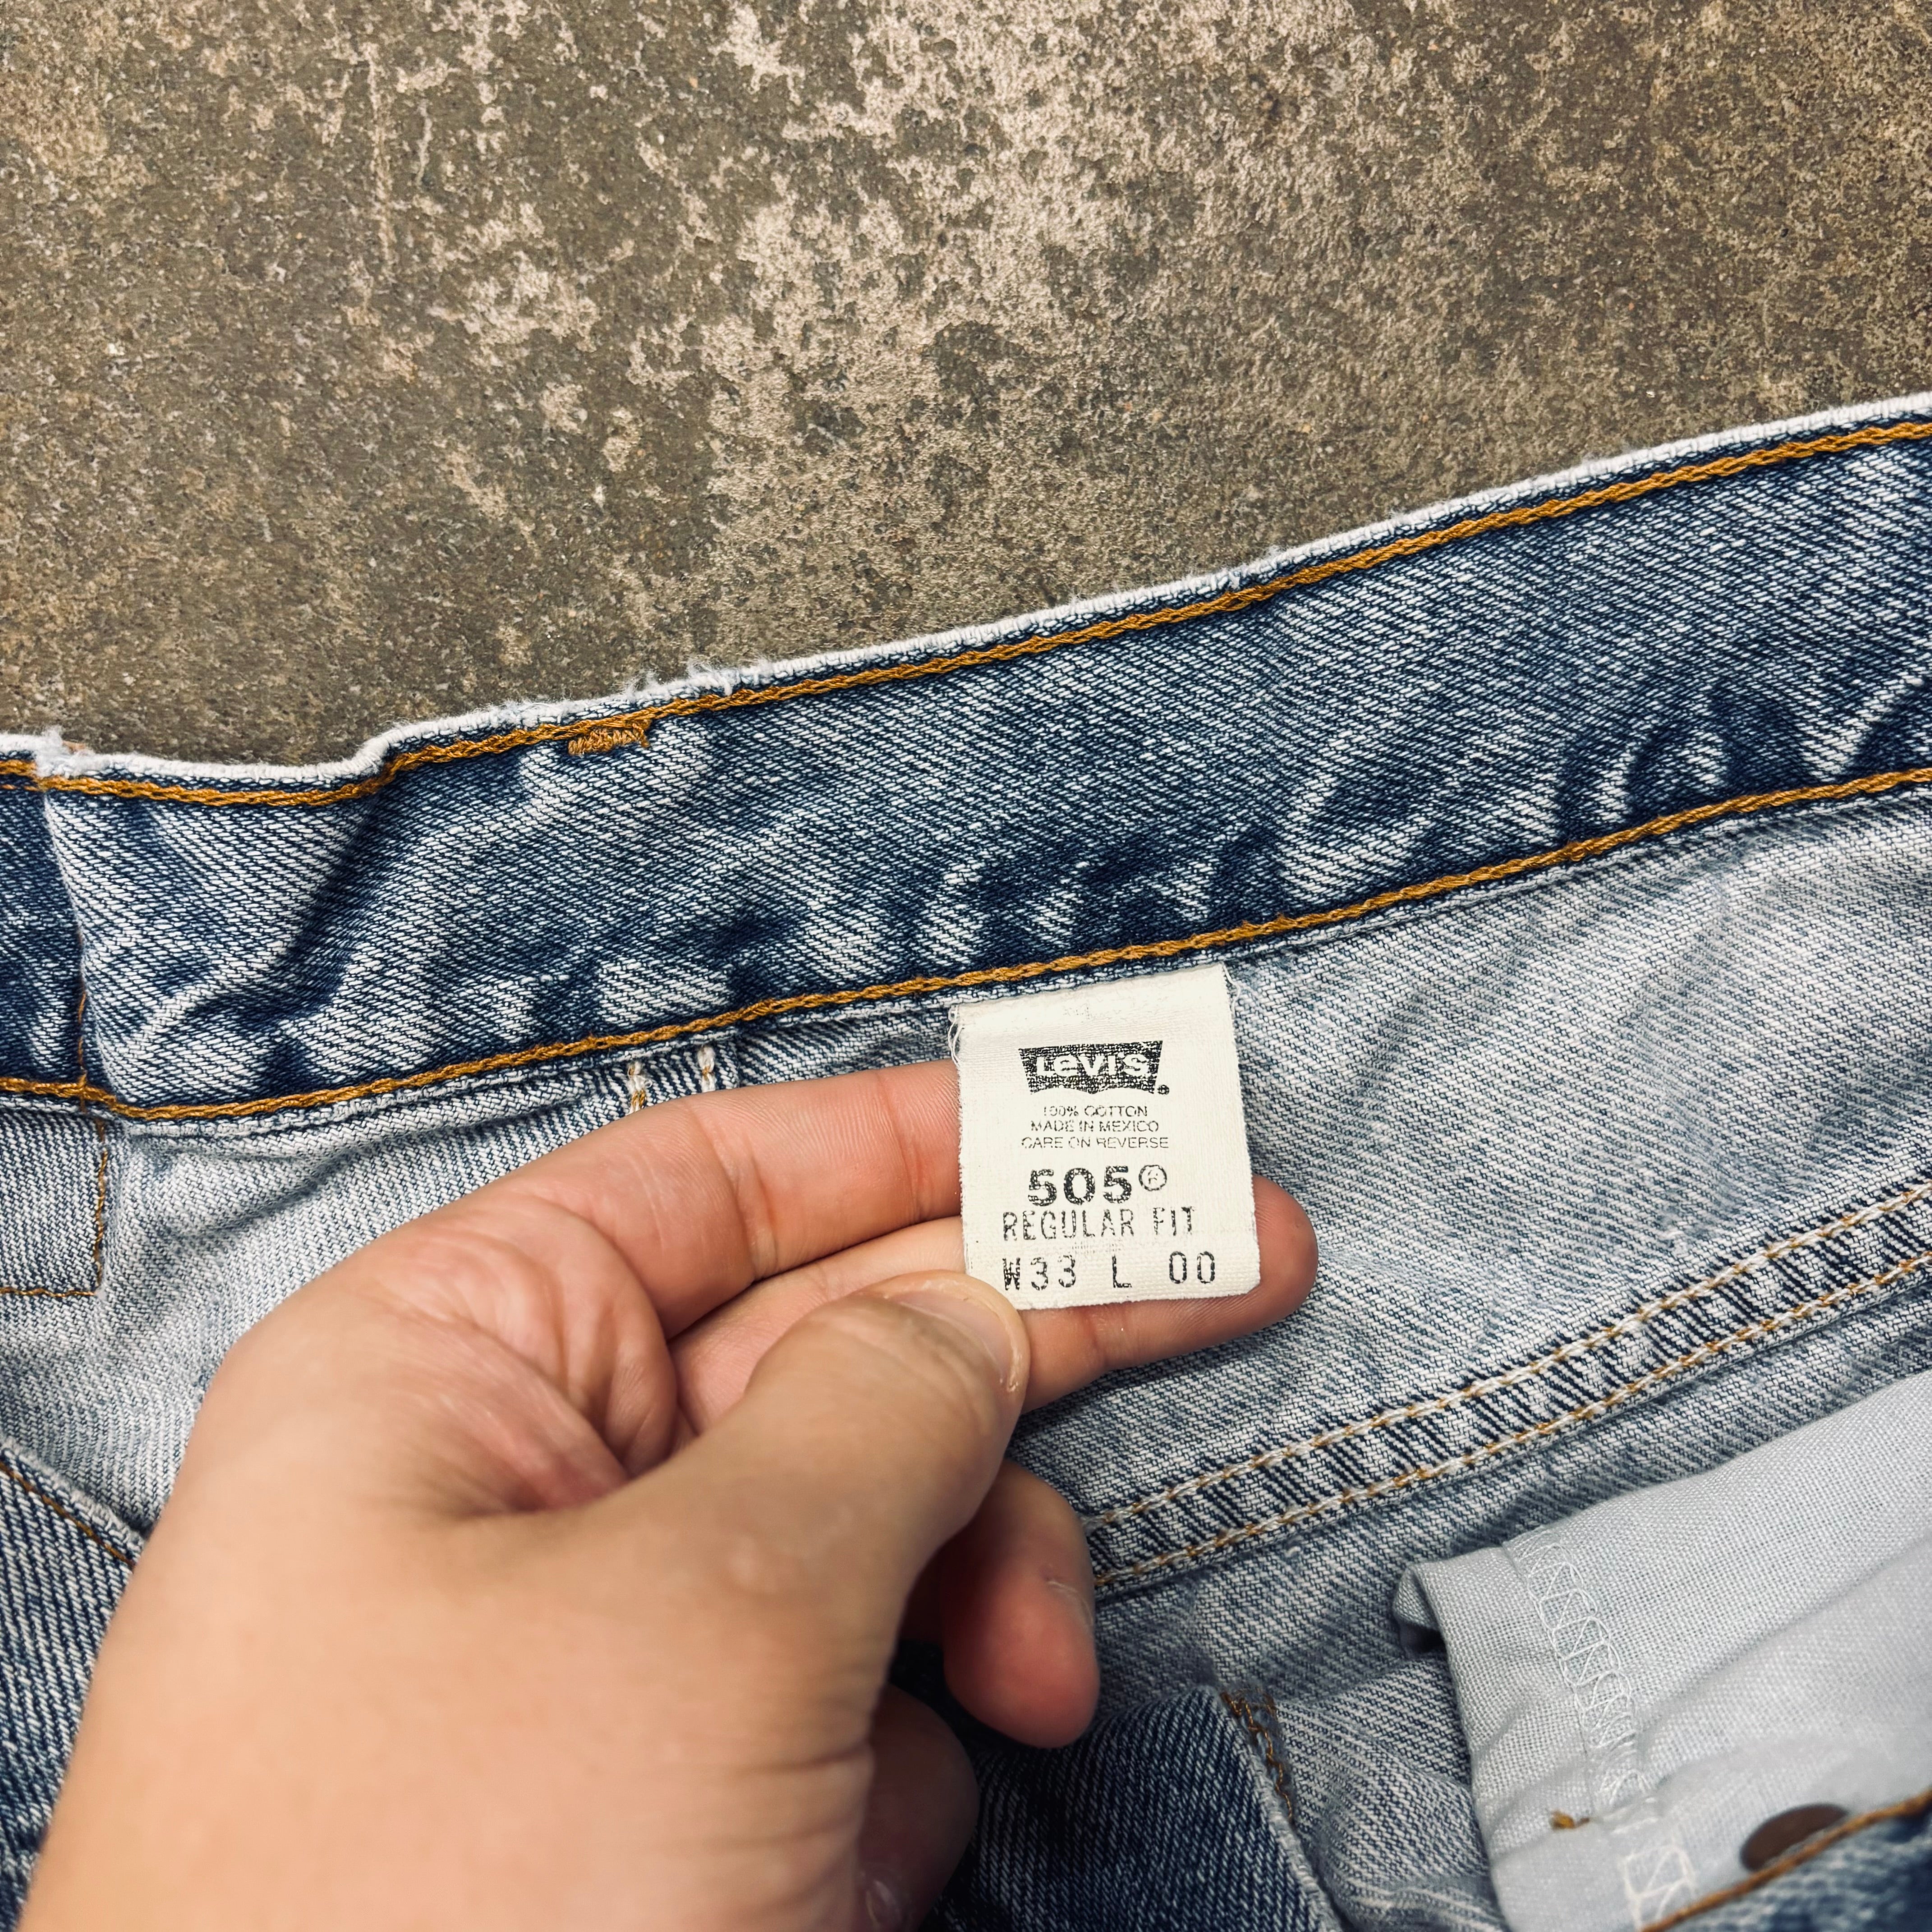 Levi's
100% COTTON
MADE IN MEXICO
CARE ON REVERSE
505®
REGULAR FIT
W33 L 00